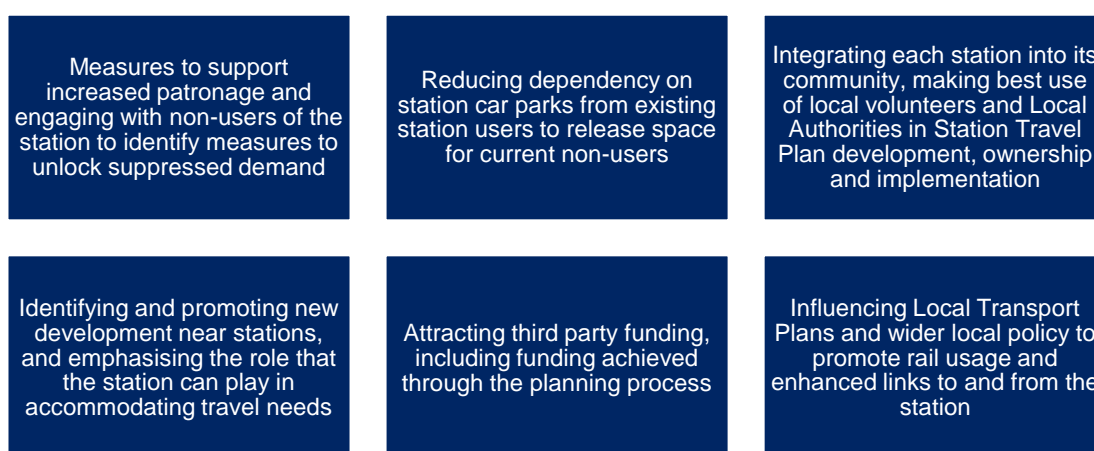 Measures to support
increased patronage and
engaging with non-users of the
station to identify measures to
unlock suppressed demand
Reducing dependency on
station car parks from existing
station users to release space
for current non-users
Integrating each station into its
community, making best use
of local volunteers and Local
Authorities in Station Travel
Plan development, ownership
and implementation
Identifying and promoting new
development near stations,
and emphasising the role that
the station can play in
accommodating travel needs
Attracting third party funding,
including funding achieved
through the planning process
Influencing Local Transport
Plans and wider local policy to
promote rail usage and
enhanced links to and from the
station